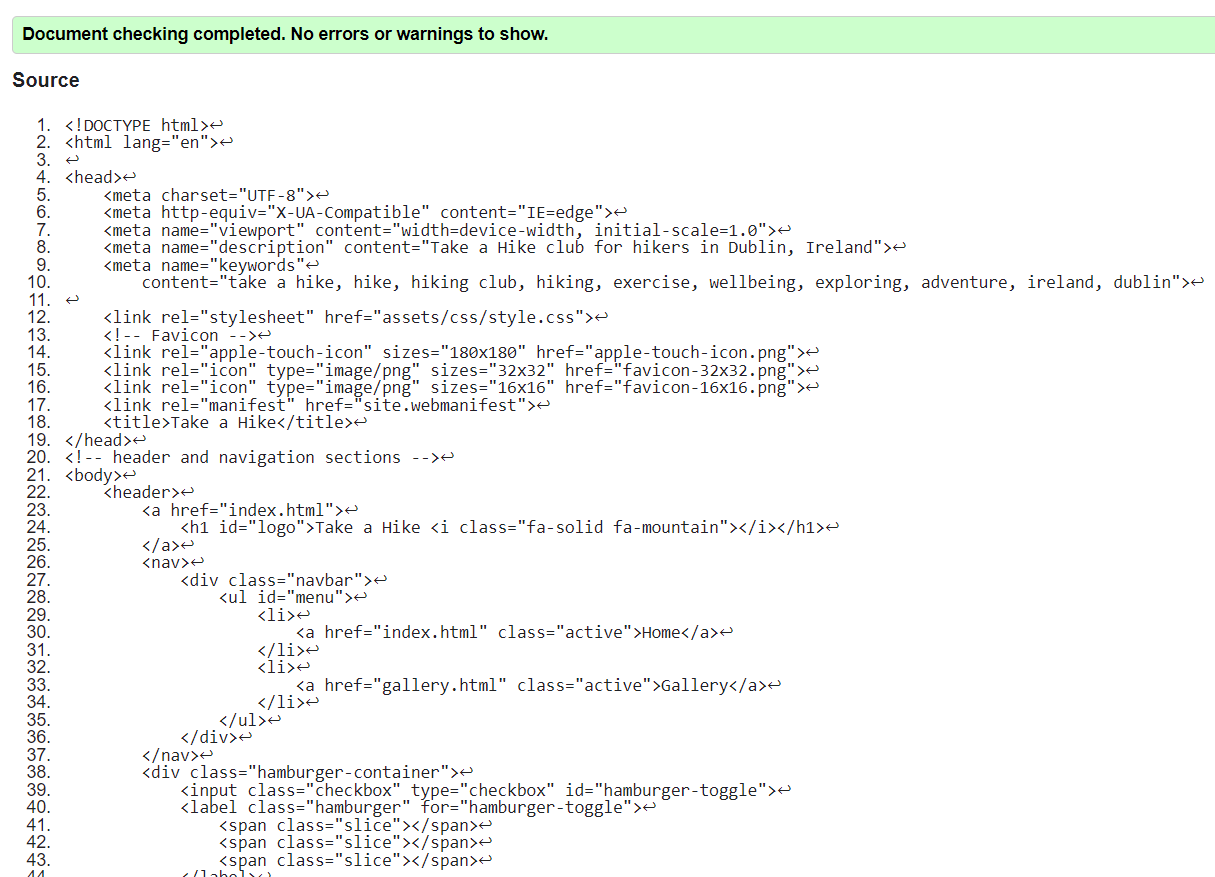 Document checking completed. No errors or warnings to show.
Source
1. <!DOCTYPE html>↩
2. <html lang="en">↩
3. ↩
4. <head>↩
5.     <meta charset="UTF-8">↩
6.     <meta http-equiv="X-UA-Compatible" content="IE=edge">↩
7.     <meta name="viewport" content="width=device-width, initial-scale=1.0">↩
8.     <meta name="description" content="Take a Hike club for hikers in Dublin, Ireland">↩
9.     <meta name="keywords"↩
10.         content="take a hike, hike, hiking club, hiking, exercise, wellbeing, exploring, adventure, ireland, dublin">↩
11. ↩
12.     <link rel="stylesheet" href="assets/css/style.css">↩
13.     <!-- Favicon -->↩
14.     <link rel="apple-touch-icon" sizes="180x180" href="apple-touch-icon.png">↩
15.     <link rel="icon" type="image/png" sizes="32x32" href="favicon-32x32.png">↩
16.     <link rel="icon" type="image/png" sizes="16x16" href="favicon-16x16.png">↩
17.     <link rel="manifest" href="site.webmanifest">↩
18.     <title>Take a Hike</title>↩
19. </head>↩
20. <!-- header and navigation sections -->↩
21. <body>↩
22.     <header>↩
23.         <a href="index.html">↩
24.             <h1 id="logo">Take a Hike <i class="fa-solid fa-mountain"></i></h1>↩
25.         </a>↩
26.         <nav>↩
27.             <div class="navbar">↩
28.                 <ul id="menu">↩
29.                     <li>↩
30.                         <a href="index.html" class="active">Home</a>↩
31.                     </li>↩
32.                     <li>↩
33.                         <a href="gallery.html" class="active">Gallery</a>↩
34.                     </li>↩
35.                 </ul>↩
36.             </div>↩
37.         </nav>↩
38.         <div class="hamburger-container">↩
39.             <input class="checkbox" type="checkbox" id="hamburger-toggle">↩
40.             <label class="hamburger" for="hamburger-toggle">↩
41.                 <span class="slice"></span>↩
42.                 <span class="slice"></span>↩
43.                 <span class="slice"></span>↩
44.             </label>↩